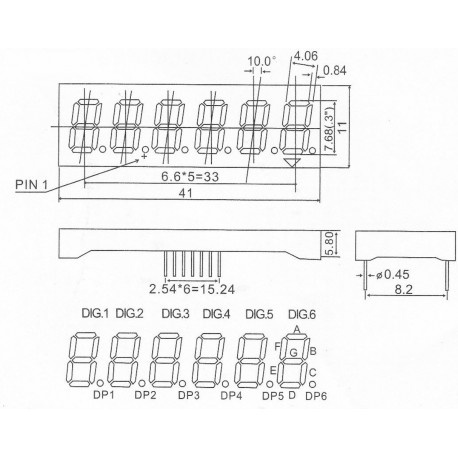 10.0°
4.06
0.84
7.68(.3*)
11
PIN 1
6.6*5=33
41
5.80
2.54*6=15.24
ø0.45
8.2
DIG.1 DIG.2 DIG.3 DIG.4 DIG.5 DIG.6
A
F G B
E C
D
DP1 DP2 DP3 DP4 DP5 DP6